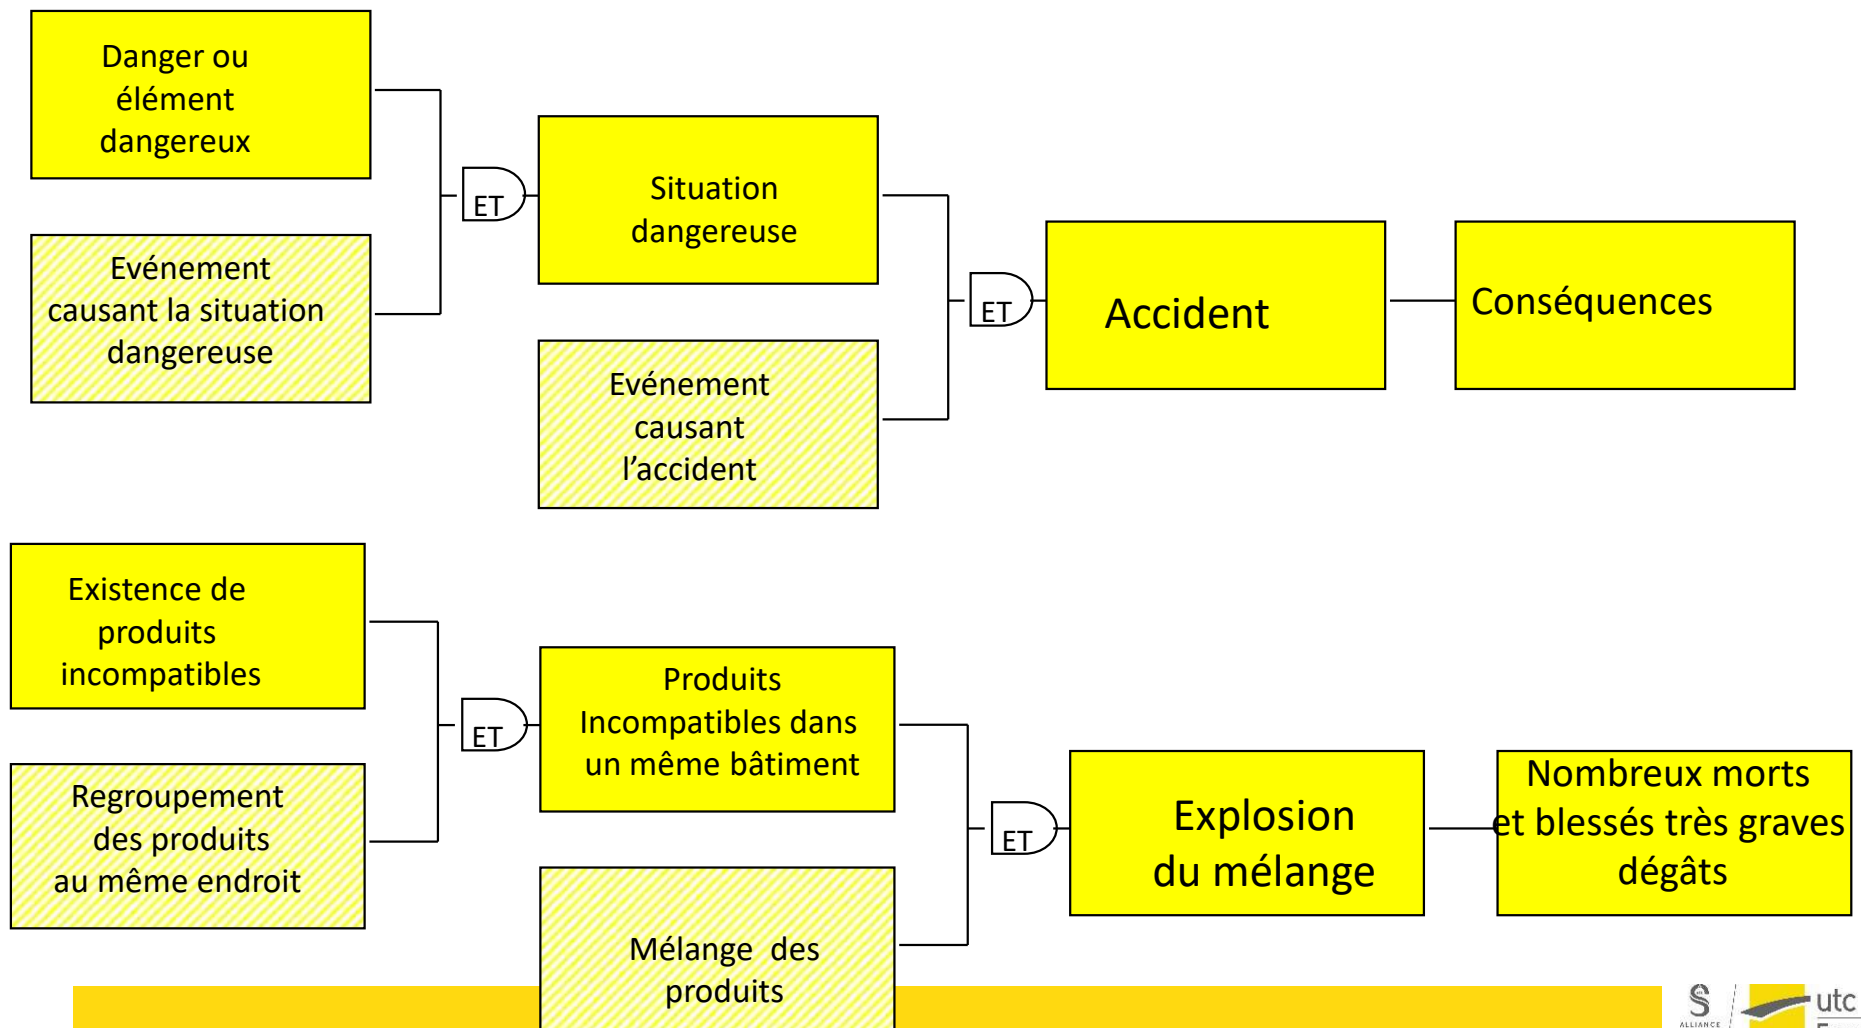 Danger ou
élément
dangereux
ET
Situation
dangereuse
Evénement
causant la situation
dangereuse
Evénement
causant
l’accident
ET
Accident
Conséquences
Existence de
produits
incompatibles
ET
Produits
Incompatibles dans
un même bâtiment
Regroupement
des produits
au même endroit
Mélange des
produits
ET
Explosion
du mélange
Nombreux morts
et blessés très graves
dégâts
ALLIANCE
utc